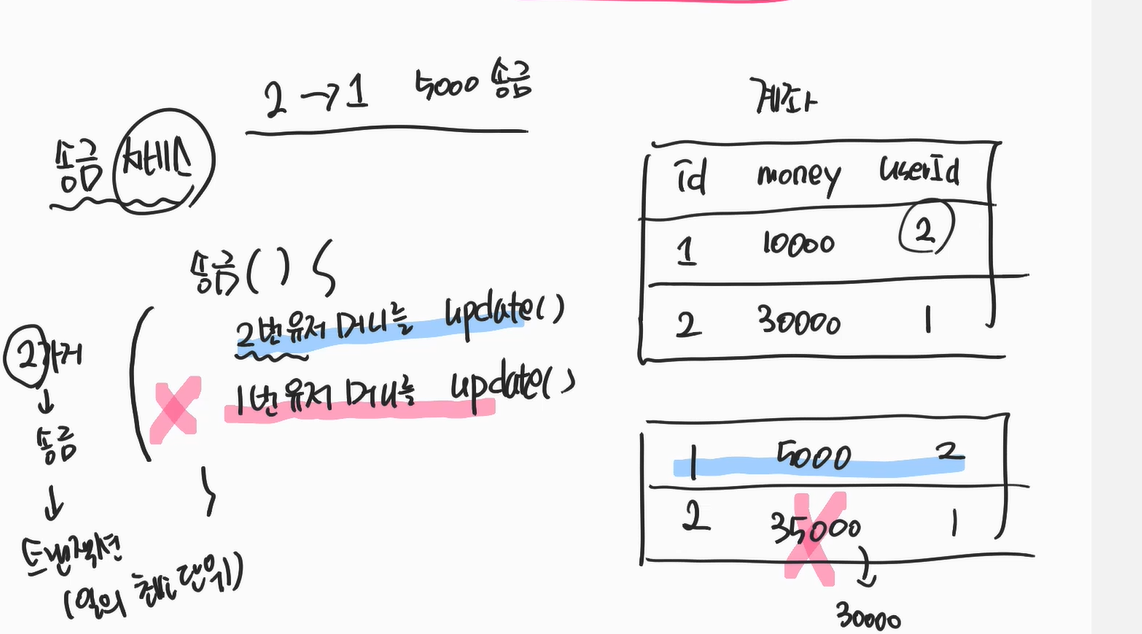 2 → 1 5000 송금
송금 서비스
송금 ( ) {
2번유저 머니를 update()
1번유저 머니를 update()
}
2가지
↓
송금
↓
트랜잭션
(일의 최소 단위)
계좌
id money userId
1 10000 2
2 30000 1
1 5000 2
2 35000 1
30000